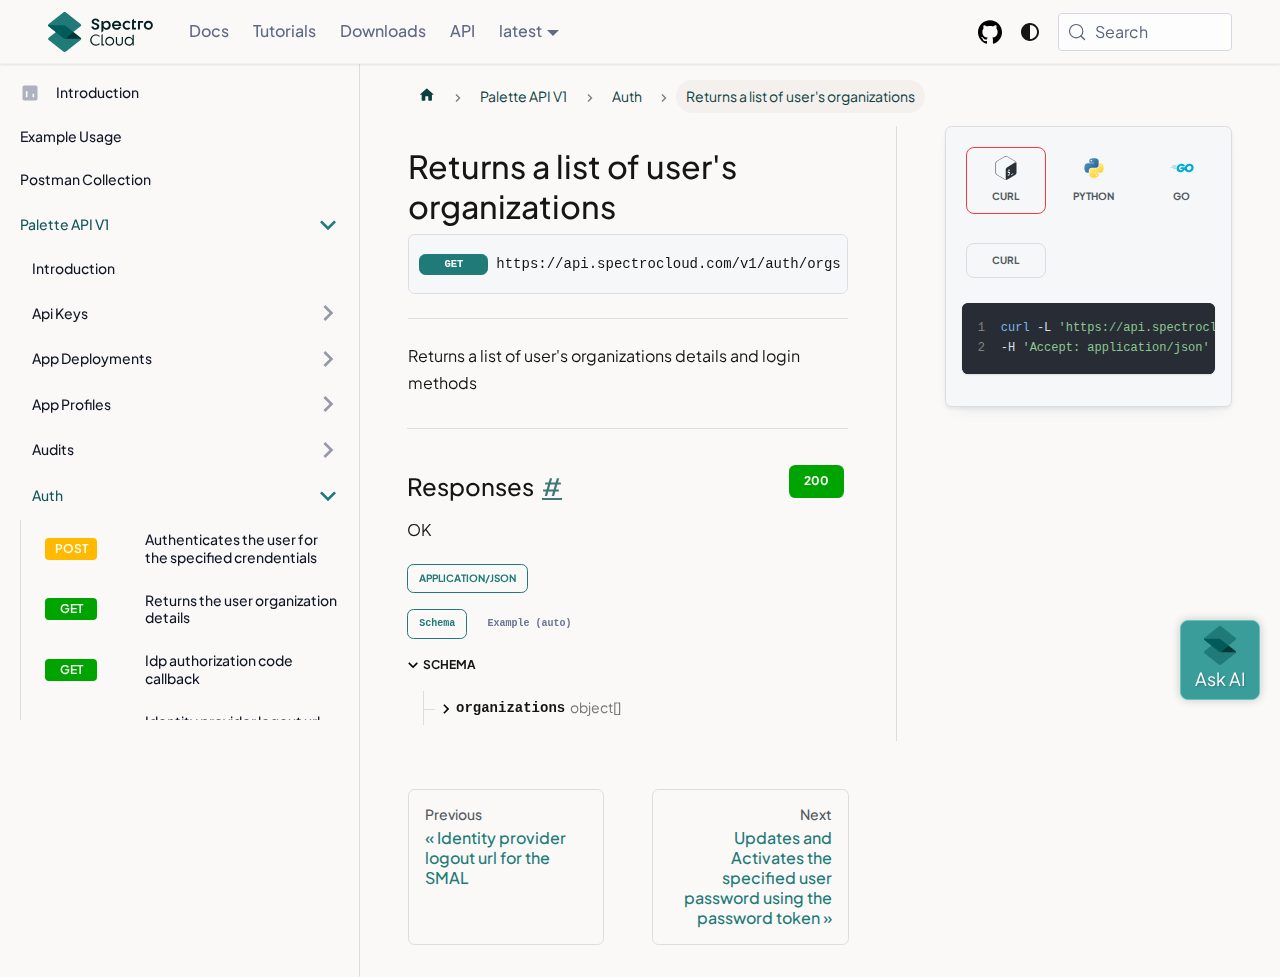 Spectro Cloud
Docs
Tutorials
Downloads
API
latest
Search
Introduction
Example Usage
Postman Collection
Palette API V1
Introduction
Api Keys
App Deployments
App Profiles
Audits
Auth
POST
Authenticates the user for
the specified crendentials
GET
Returns the user organization
details
GET
Idp authorization code
callback
Identity provider logout url
Palette API V1
Auth
Returns a list of user's organizations
Returns a list of user's
organizations
GET https://api.spectrocloud.com/v1/auth/orgs
Returns a list of user's organizations details and login
methods
Responses #
200
OK
APPLICATION/JSON
Schema
Example (auto)
SCHEMA
organizations object[]
CURL
PYTHON
GO
CURL
1 curl -L 'https://api.spectrocl
2 -H 'Accept: application/json'
Ask AI
Previous
« Identity provider
logout url for the
SMAL
Next
Updates and
Activates the
specified user
password using the
password token »